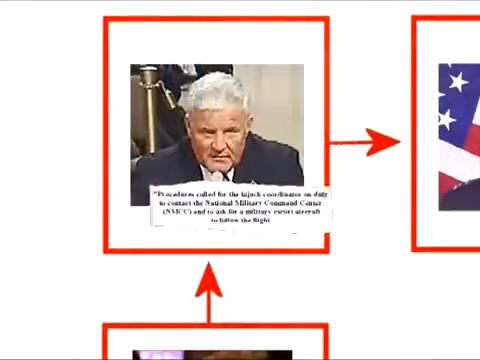 "Procedures called for the hijack coordinator on duty
to contact the National Military Command Center
(NMCC) and to ask for a military escort aircraft
to follow the flight